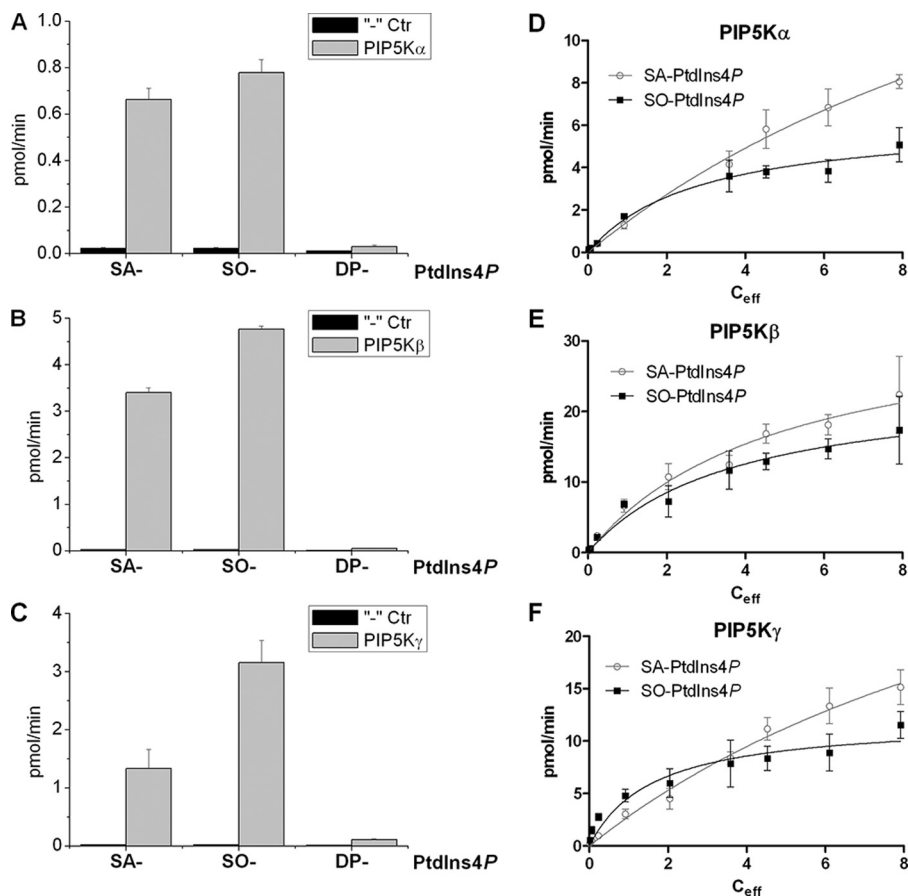 A
"-" Ctr
PIP5Kα
pmol/min
1.0
0.8
0.6
0.4
0.2
0.0
SA- SO- DP- PtdIns4P
B
"-" Ctr
PIP5Kβ
pmol/min
5
4
3
2
1
0
SA- SO- DP- PtdIns4P
C
"-" Ctr
PIP5Kγ
pmol/min
4
3
2
1
0
SA- SO- DP- PtdIns4P
D
PIP5Kα
SA-PtdIns4P
SO-PtdIns4P
pmol/min
10
8
6
4
2
0
0 2 4 6 8
Ceff
E
PIP5Kβ
SA-PtdIns4P
SO-PtdIns4P
pmol/min
30
20
10
0
0 2 4 6 8
Ceff
F
PIP5Kγ
SA-PtdIns4P
SO-PtdIns4P
pmol/min
20
15
10
5
0
0 2 4 6 8
Ceff